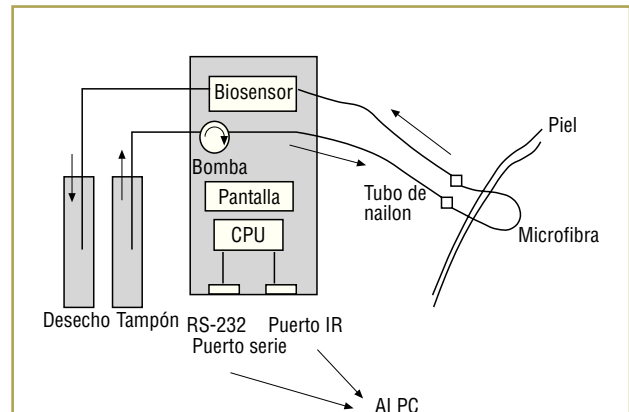 Biosensor
Piel
Bomba
Tubo de
nailon
Pantalla
Microfibra
CPU
Desecho Tampón
RS-232 Puerto IR
Puerto serie
Al PC